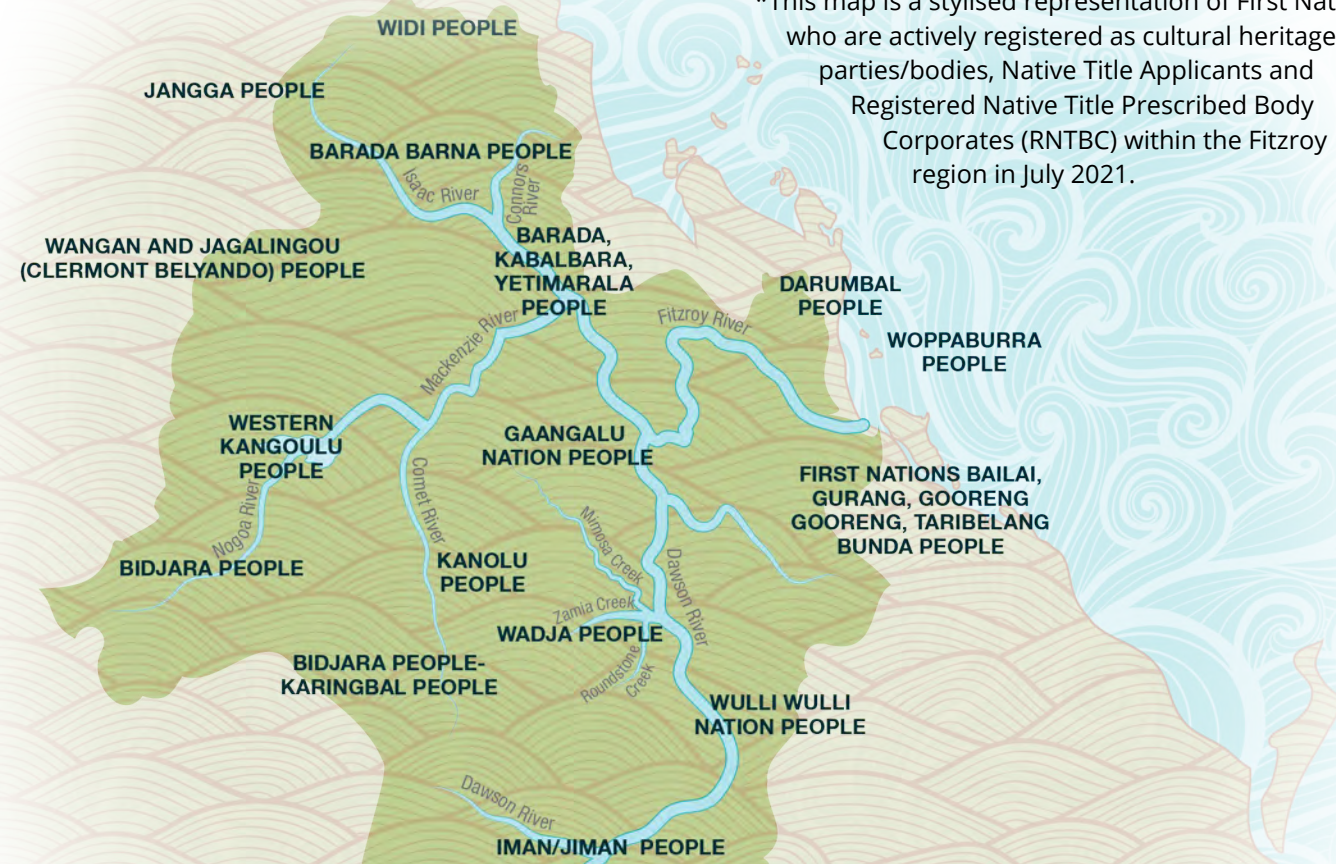 *This map is a stylised representation of First Nat
who are actively registered as cultural heritage
parties/bodies, Native Title Applicants and
Registered Native Title Prescribed Body
Corporates (RNTBC) within the Fitzroy
region in July 2021.
WIDI PEOPLE
JANGGA PEOPLE
BARADA BARNA PEOPLE
Isaac River
Connors
River
WANGAN AND JAGALINGOU
(CLERMONT BELYANDO) PEOPLE
BARADA,
KABALBARA,
YETIMARALA
PEOPLE
DARUMBAL
PEOPLE
Mackenzie River
Fitzroy River
WOPPABURRA
PEOPLE
WESTERN
KANGOULU
PEOPLE
GAANGALU
NATION PEOPLE
Comet River
Nogoa River
FIRST NATIONS BAILAI,
GURANG, GOORENG
GOORENG, TARIBELANG
BUNDA PEOPLE
Mimosa Creek
BIDJARA PEOPLE
KANOLU
PEOPLE
Dawson River
Zamia Creek
WADJA PEOPLE
Roundstone
Creek
BIDJARA PEOPLE-
KARINGBAL PEOPLE
WULLI WULLI
NATION PEOPLE
Dawson River
IMAN/JIMAN PEOPLE